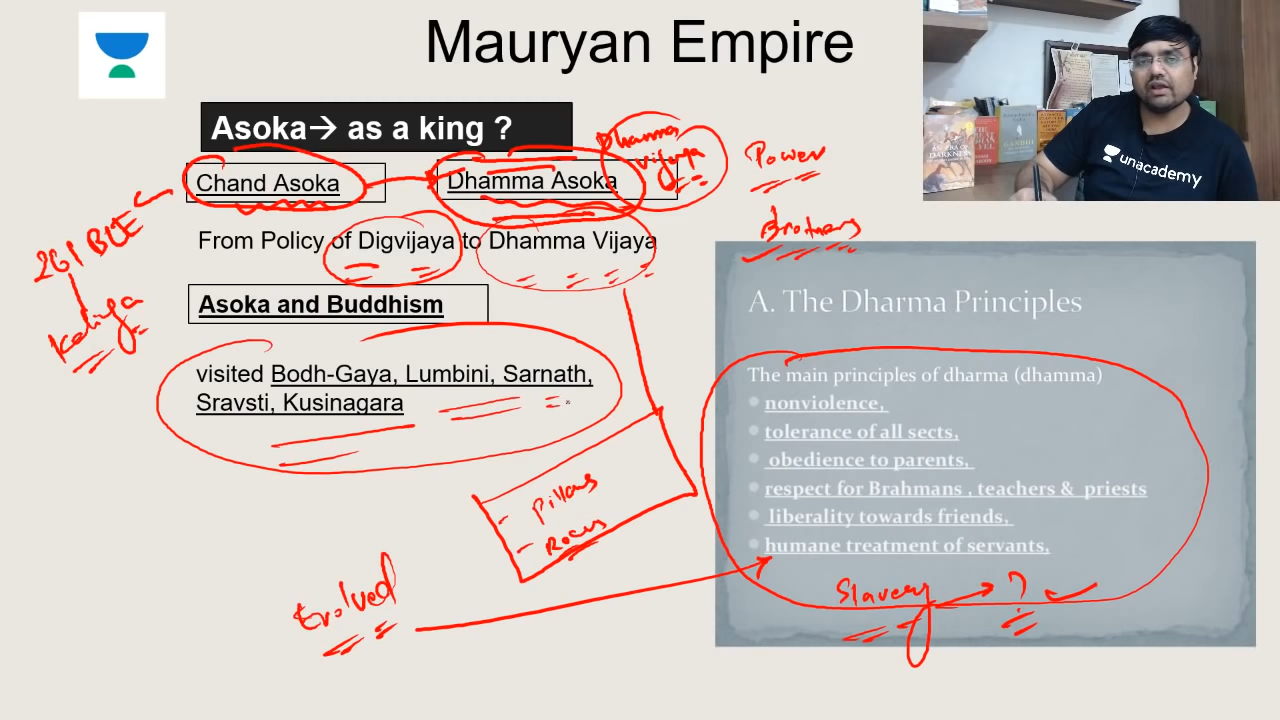 Mauryan Empire
Asoka→ as a king ?
Dhamma
Vijaya
Chand Asoka
Dhamma Asoka
Power
Brothers
261 BCE
Kalinga
From Policy of Digvijaya to Dhamma Vijaya
Asoka and Buddhism
visited Bodh-Gaya, Lumbini, Sarnath,
Sravsti, Kusinagara
- Pillars
- Rocks
Evolved
A. The Dharma Principles
The main principles of dharma (dhamma)
nonviolence,
tolerance of all sects,
obedience to parents,
respect for Brahmans , teachers & priests
liberality towards friends,
humane treatment of servants,
Slavery → ?
unacademy